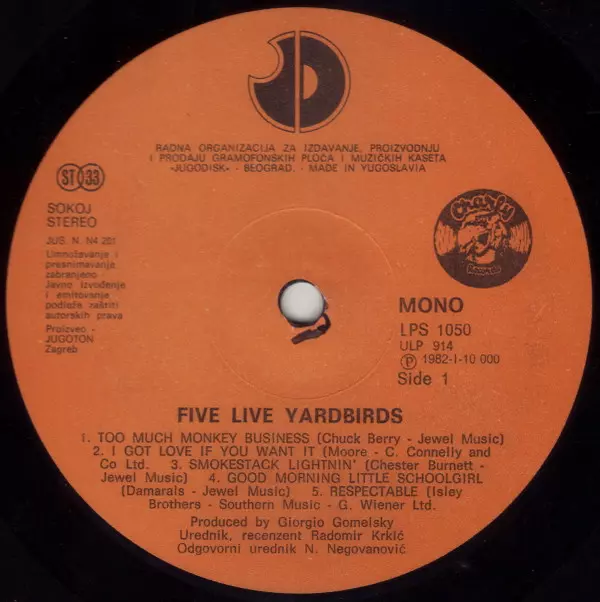 RADNA ORGANIZACIJA ZA IZDAVANJE, PROIZVODNJU
I PRODAJU GRAMOFONSKIH PLOČA I MUZIČKIH KASETA
«JUGODISK» - BEOGRAD. - MADE IN YUGOSLAVIA
ST 33
SOKOJ
STEREO
JUS. N. N4 201
Umnožavanje i
presnimavanje
zabranjeno
Javno izvođenje
i emitovanje
podleže zaštiti
autorskih prava
Proizveo -
JUGOTON
Zagreb
Charly
RECORDS
MONO
LPS 1050
ULP 914
Ⓟ 1982-I-10 000
Side 1
FIVE LIVE YARDBIRDS
1. TOO MUCH MONKEY BUSINESS (Chuck Berry - Jewel Music)
2. I GOT LOVE IF YOU WANT IT (Moore - C. Connelly and
Co Ltd. 3. SMOKESTACK LIGHTNIN' (Chester Burnett -
Jewel Music) 4. GOOD MORNING LITTLE SCHOOLGIRL
(Damarals - Jewel Music) 5. RESPECTABLE (Isley
Brothers - Southern Music - G. Wiener Ltd.
Produced by Giorgio Gomelsky
Urednik, recenzent Radomir Krkić
Odgovorni urednik N. Negovanović